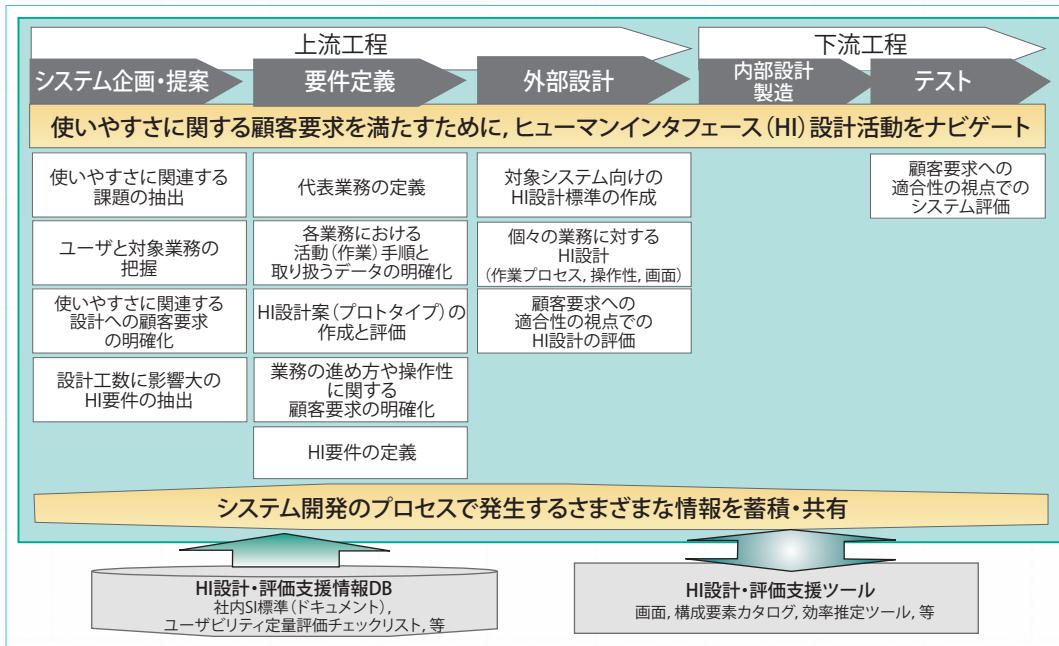 上流工程
下流工程
システム企画・提案
要件定義
外部設計
内部設計
製造
テスト
使いやすさに関する顧客要求を満たすために,ヒューマンインタフェース(HI)設計活動をナビゲート
使いやすさに関連する
課題の抽出
ユーザと対象業務の
把握
使いやすさに関連する
設計への顧客要求
の明確化
設計工数に影響大の
HI要件の抽出
代表業務の定義
各業務における
活動(作業)手順と
取り扱うデータの明確化
HI設計案(プロトタイプ)の
作成と評価
業務の進め方や操作性
に関する
顧客要求の明確化
HI要件の定義
対象システム向けの
HI設計標準の作成
個々の業務に対する
HI設計
(作業プロセス,操作性,画面)
顧客要求への
適合性の視点での
HI設計の評価
顧客要求への
適合性の視点での
システム評価
システム開発のプロセスで発生するさまざまな情報を蓄積・共有
HI設計・評価支援情報DB
社内SI標準(ドキュメント),
ユーザビリティ定量評価チェックリスト,等
HI設計・評価支援ツール
画面,構成要素カタログ,効率推定ツール,等